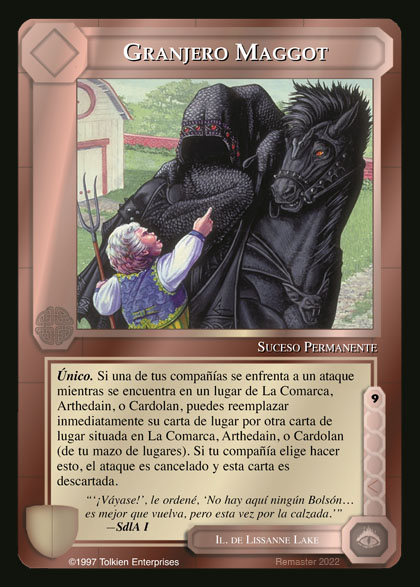 Granjero Maggot
Suceso Permanente
Único. Si una de tus compañías se enfrenta a un ataque
mientras se encuentra en un lugar de La Comarca,
Arthedain, o Cardolan, puedes reemplazar
inmediatamente su carta de lugar por otra carta de
lugar situada en La Comarca, Arthedain, o Cardolan
(de tu mazo de lugares). Si tu compañía elige hacer
esto, el ataque es cancelado y esta carta es
descartada.
9
“‘¡Váyase!’, le ordené, ‘No hay aquí ningún Bolsón…
es mejor que vuelva, pero esta vez por la calzada.’”
—SdlA I
Il. de Lissanne Lake
©1997 Tolkien Enterprises
Remaster 2022